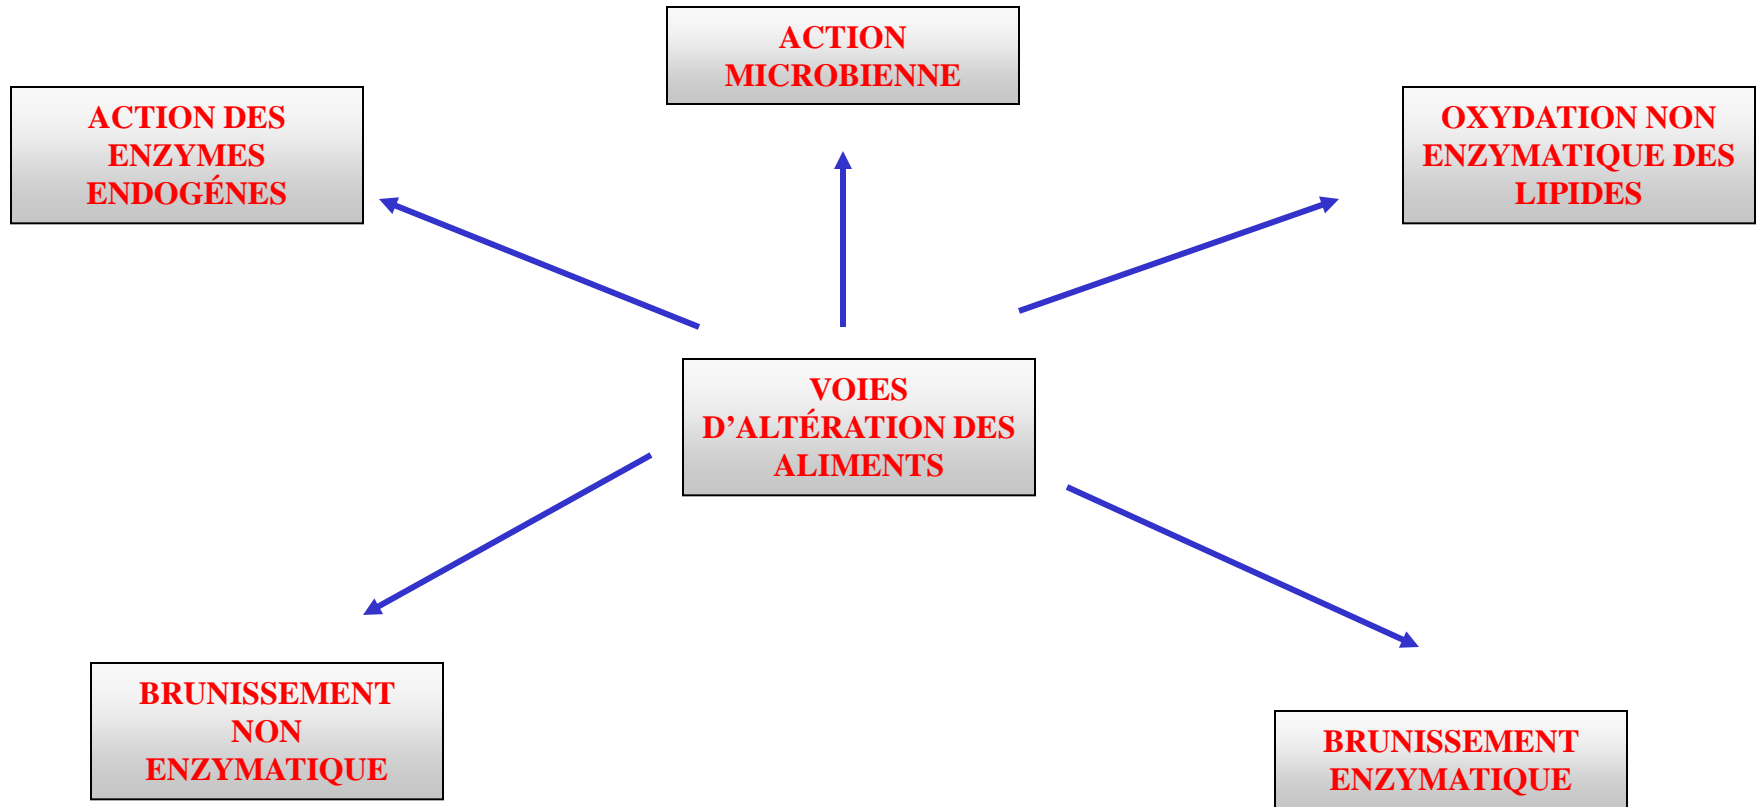 ACTION
MICROBIENNE
ACTION DES
ENZYMES
ENDOGÉNES
OXYDATION NON
ENZYMATIQUE DES
LIPIDES
VOIES
D’ALTÉRATION DES
ALIMENTS
BRUNISSEMENT
NON
ENZYMATIQUE
BRUNISSEMENT
ENZYMATIQUE